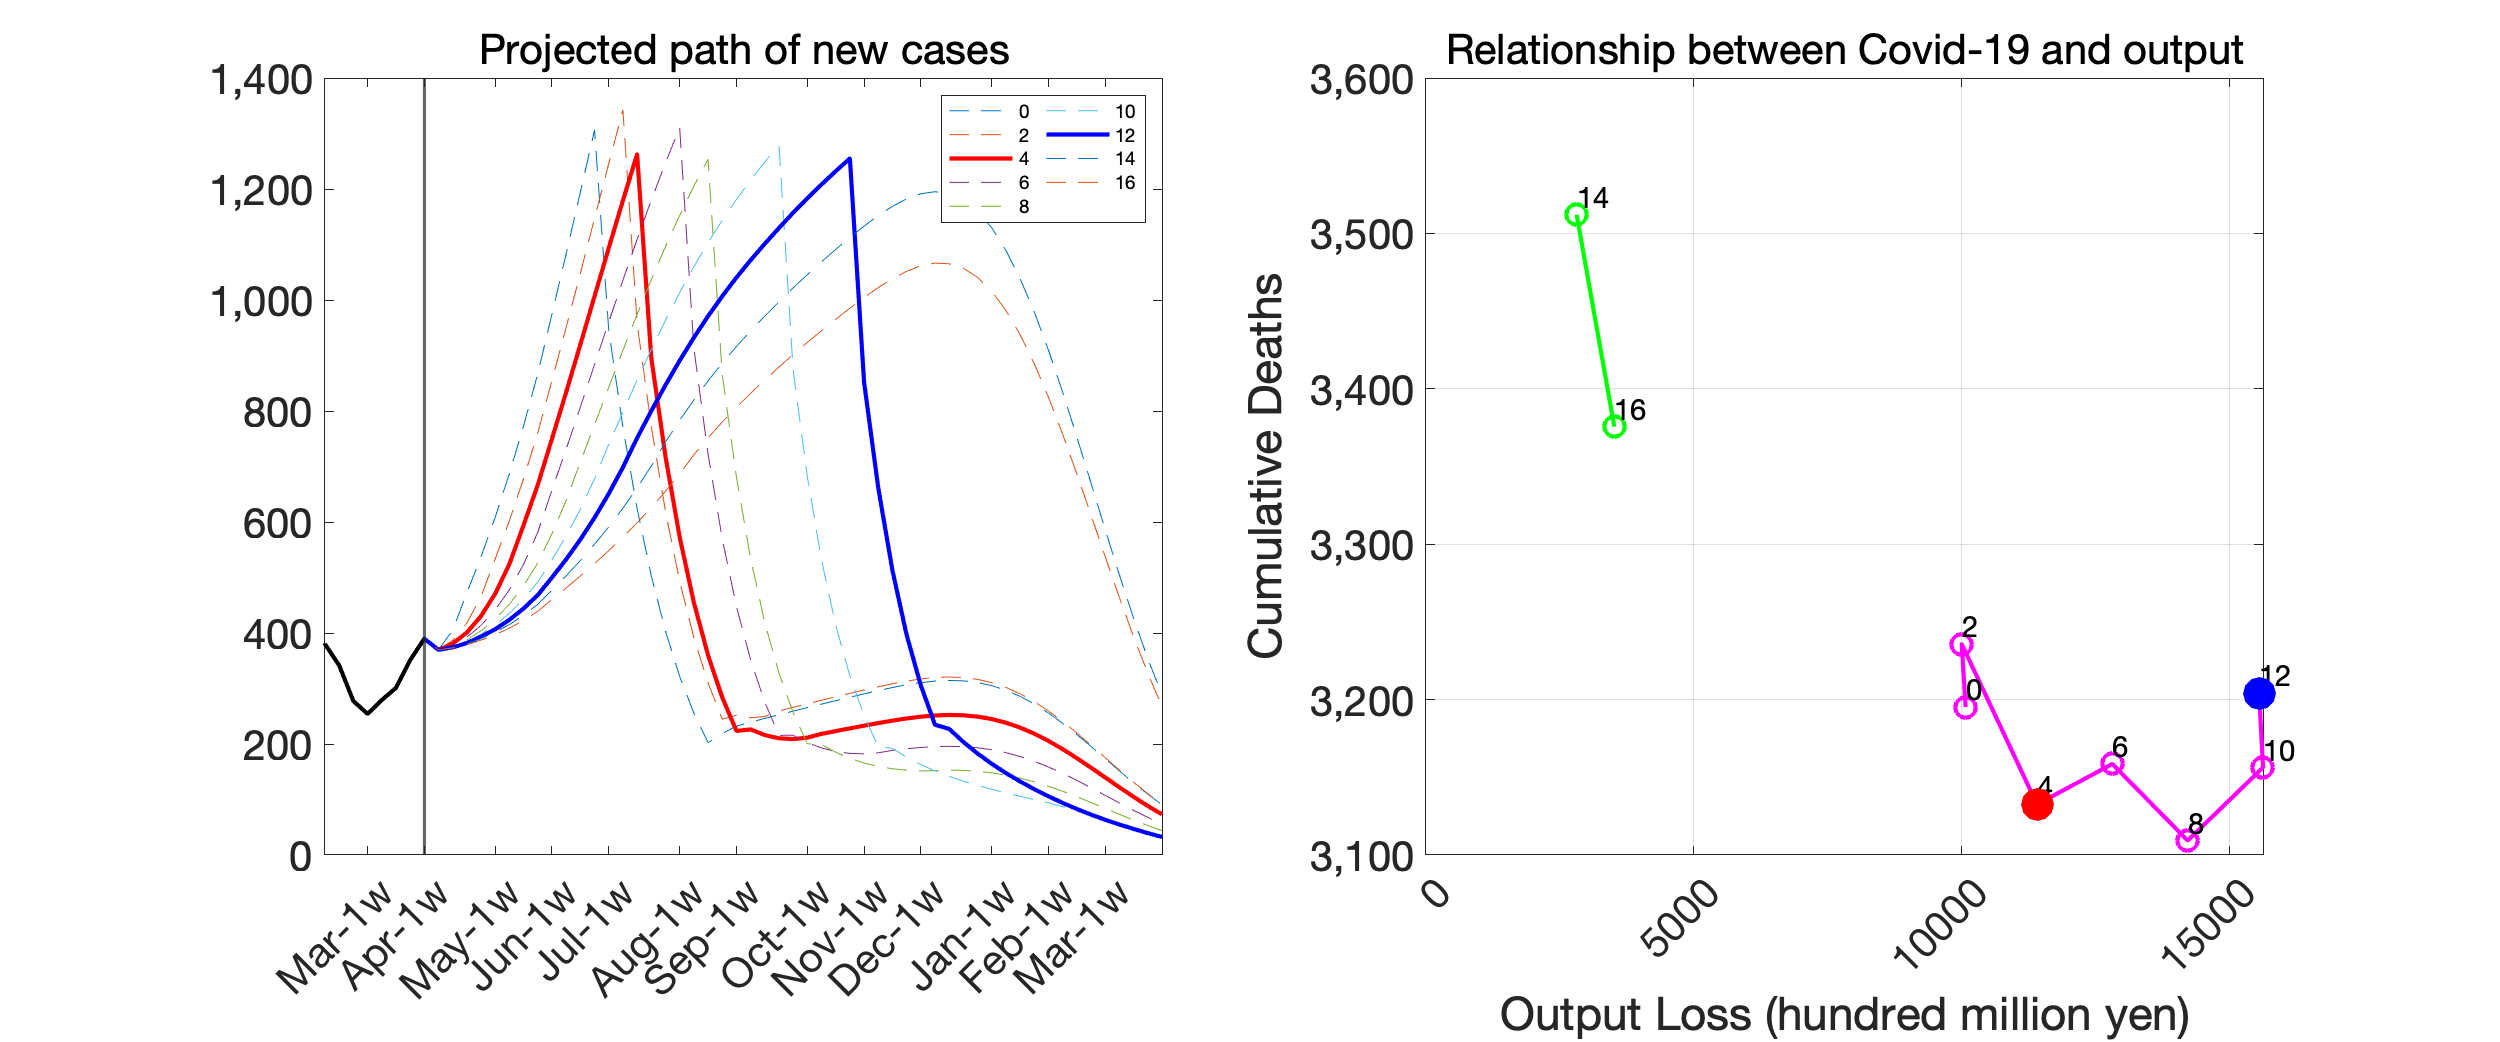 Projected path of new cases
1,400
1,200
1,000
800
600
400
200
0
0
2
4
6
8
10
12
14
16
Mar-1w
Apr-1w
May-1w
Jun-1w
Jul-1w
Aug-1w
Sep-1w
Oct-1w
Nov-1w
Dec-1w
Jan-1w
Feb-1w
Mar-1w
Relationship between Covid-19 and output
Cumulative Deaths
3,600
3,500
3,400
3,300
3,200
3,100
14
16
2
0
12
4
6
10
8
0
5000
10000
15000
Output Loss (hundred million yen)